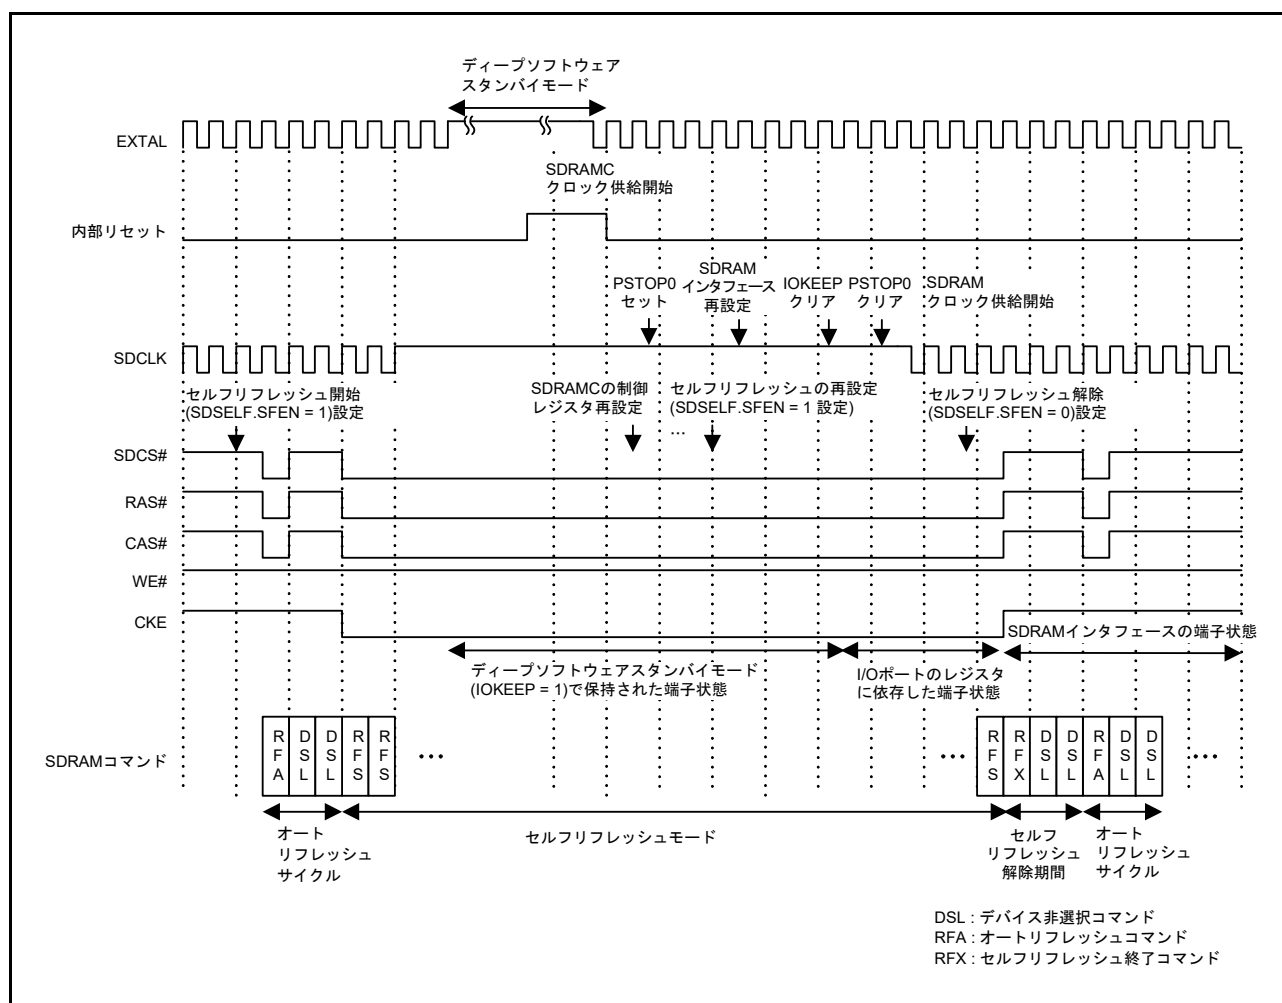 ディープソフトウェア
スタンバイモード
EXTAL
SDRAMC
クロック供給開始
内部リセット
PSTOP0
セット
SDRAM
インタフェース
再設定
IOKEEP
クリア
PSTOP0
クリア
SDRAM
クロック供給開始
SDCLK
セルフリフレッシュ開始
(SDSELF.SFEN = 1)設定
SDRAMCの制御
レジスタ再設定
セルフリフレッシュの再設定
(SDSELF.SFEN = 1 設定)
...
セルフリフレッシュ解除
(SDSELF.SFEN = 0)設定
SDCS#
RAS#
CAS#
WE#
CKE
SDRAMインタフェースの端子状態
ディープソフトウェアスタンバイモード
(IOKEEP = 1)で保持された端子状態
I/Oポートのレジスタ
に依存した端子状態
SDRAMコマンド
RFA
DSL
DSL
RFS
RFS
...
...
RFS
RFX
DSL
DSL
RFA
DSL
DSL
...
オート
リフレッシュ
サイクル
セルフリフレッシュモード
セルフ
リフレッシュ
解除期間
オート
リフレッシュ
サイクル
DSL : デバイス非選択コマンド
RFA : オートリフレッシュコマンド
RFX : セルフリフレッシュ終了コマンド